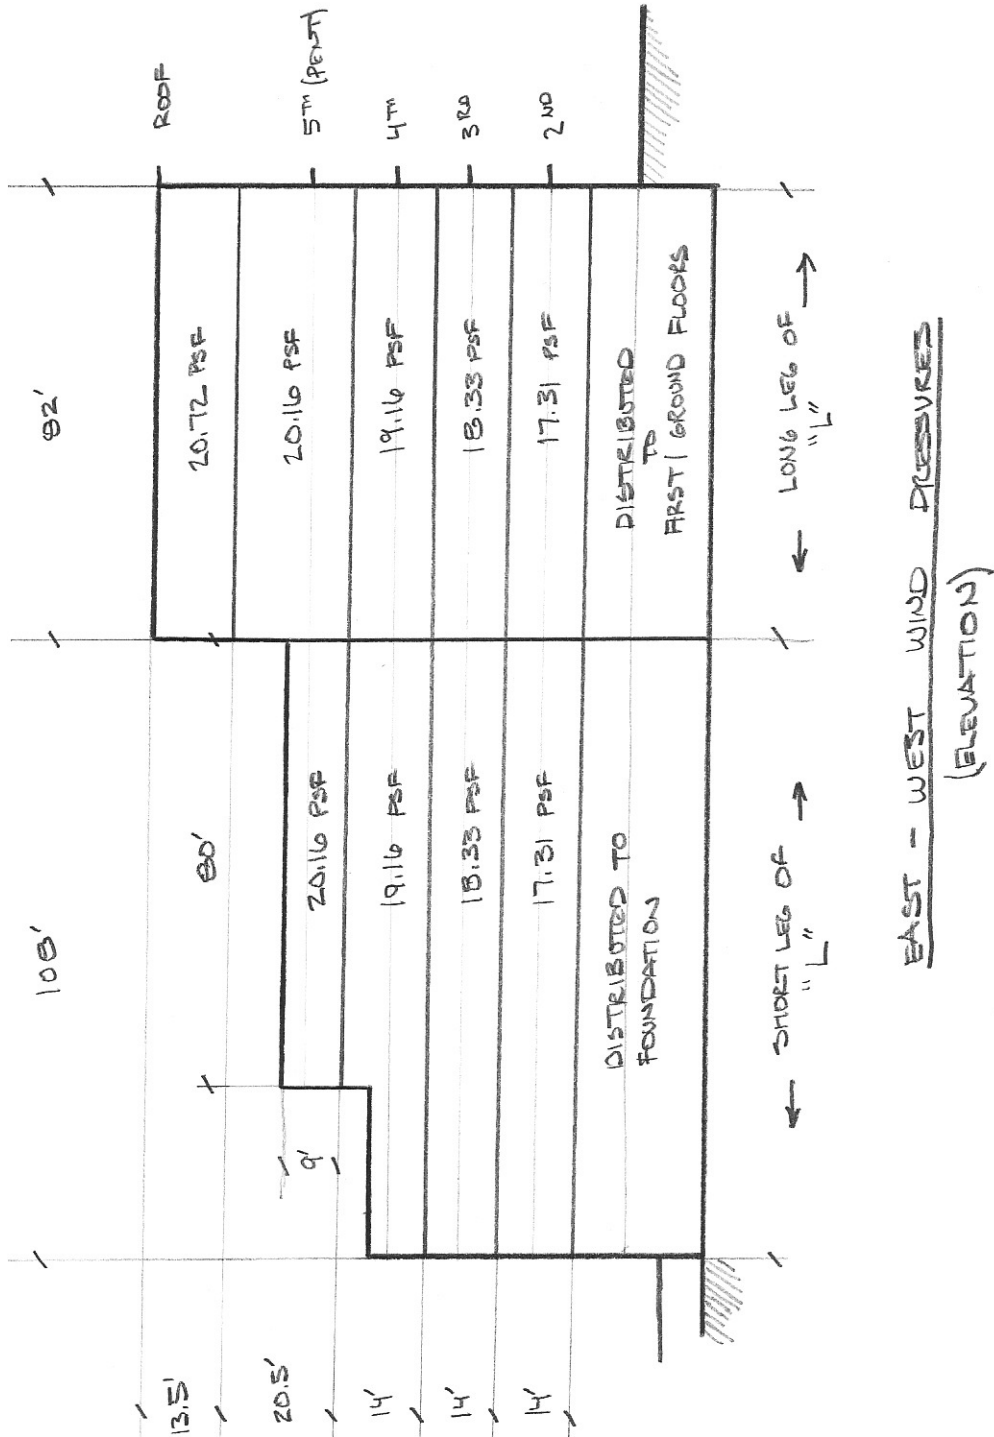 108'
82'
13.5'
ROOF
20.72 PSF
80'
20.5'
9'
20.16 PSF
20.16 PSF
5TH (PENT)
14'
19.16 PSF
19.16 PSF
4TH
14'
18.33 PSF
18.33 PSF
3RD
14'
17.31 PSF
17.31 PSF
2ND
DISTRIBUTED TO
FOUNDATION
DISTRIBUTED
TO
FIRST / GROUND FLOORS
← SHORT LEG OF →
"L"
← LONG LEG OF →
"L"
EAST - WEST WIND PRESSURES
(ELEVATION)